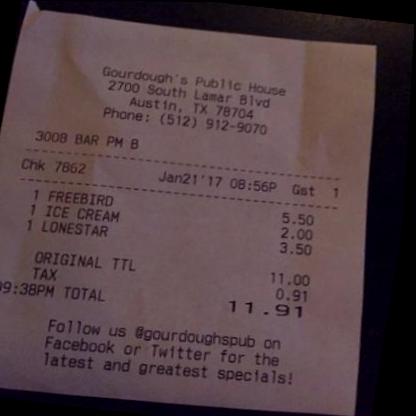 Gourdough's Public House
2700 South Lamar Blvd
Austin, TX 78704
Phone: (512) 912-9070
3008 BAR PM B
Chk 7862 Jan21'17 08:56P Gst 1
1 FREEBIRD 5.50
1 ICE CREAM 2.00
1 LONESTAR 3.50
ORIGINAL TTL 11.00
TAX 0.91
09:38PM TOTAL 11.91
Follow us @gourdoughspub on
Facebook or Twitter for the
latest and greatest specials!